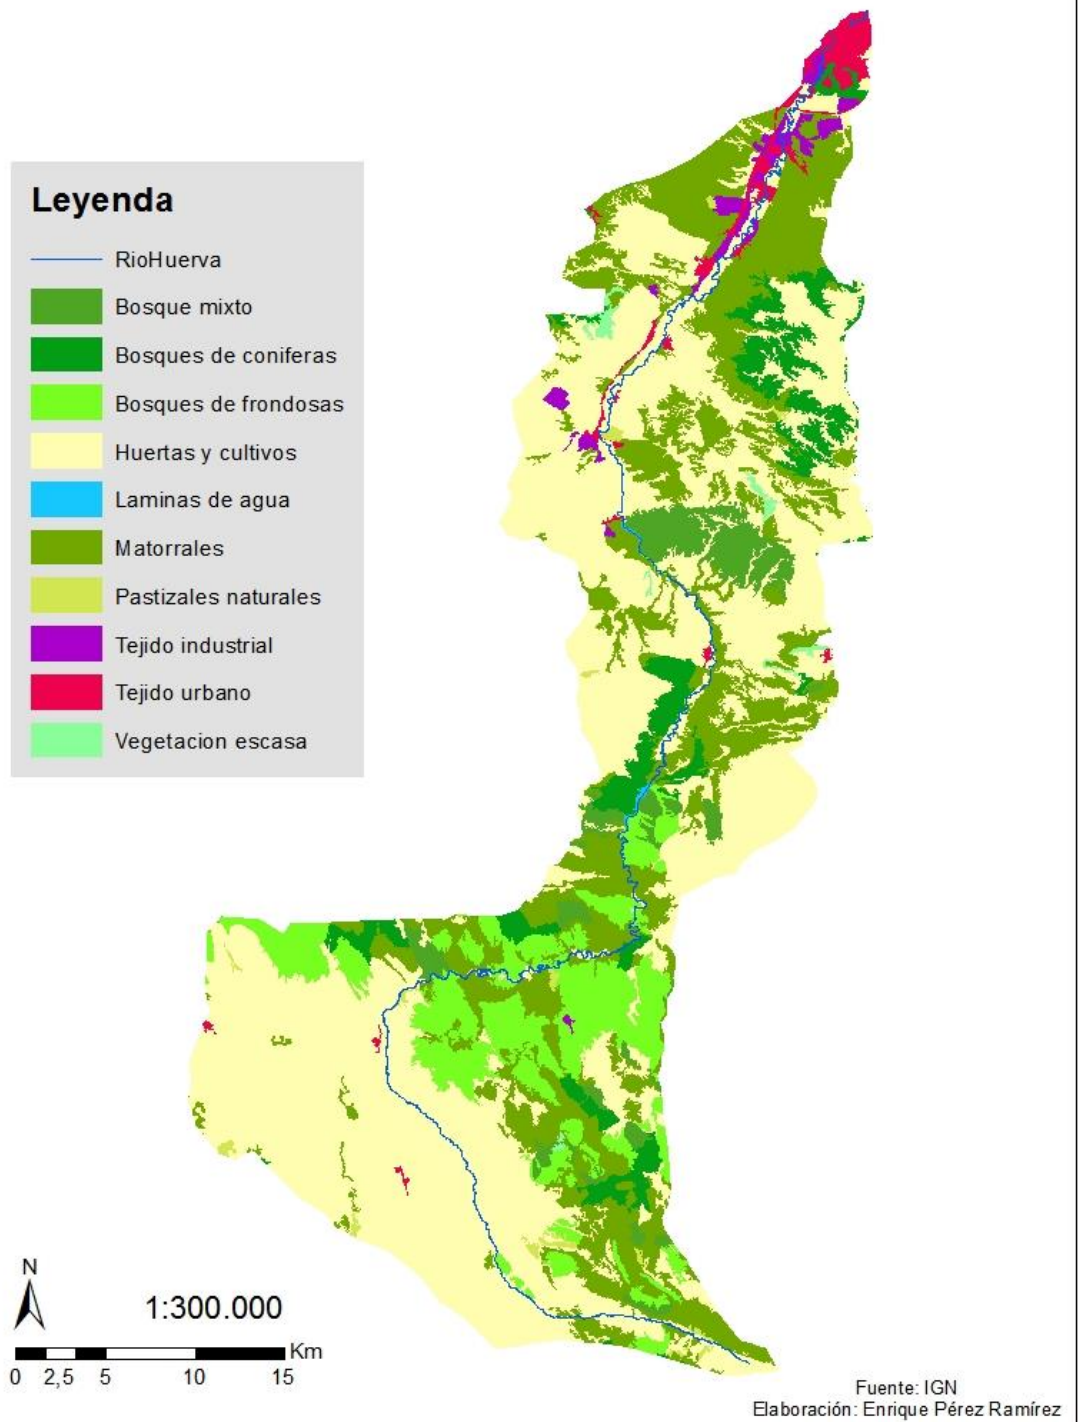 Leyenda
RioHuerva
Bosque mixto
Bosques de coniferas
Bosques de frondosas
Huertas y cultivos
Laminas de agua
Matorrales
Pastizales naturales
Tejido industrial
Tejido urbano
Vegetacion escasa
N
1:300.000
Km
0 2,5 5 10 15
Fuente: IGN
Elaboración: Enrique Pérez Ramírez